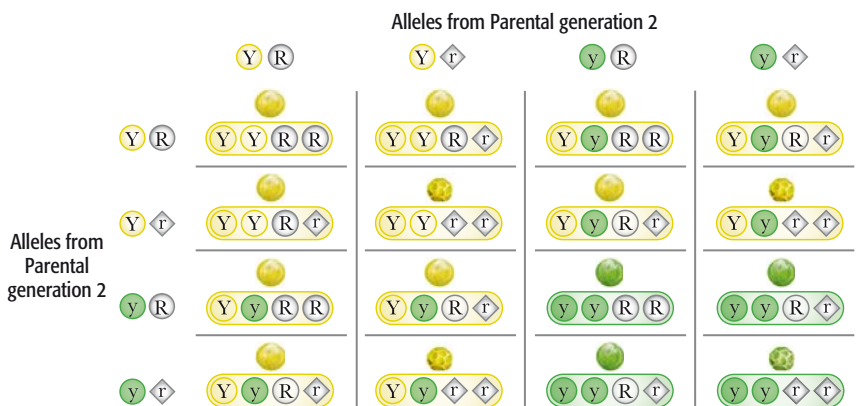 Alleles from Parental generation 2
Y R Y r y R y r
Y R Y Y R R Y Y R r Y y R R Y y R r
Y r Y Y R r Y Y r r Y y R r Y y r r
Alleles from
Parental
generation 2
y R Y y R R Y y R r y y R R y y R r
y r Y y R r Y y r r y y R r y y r r